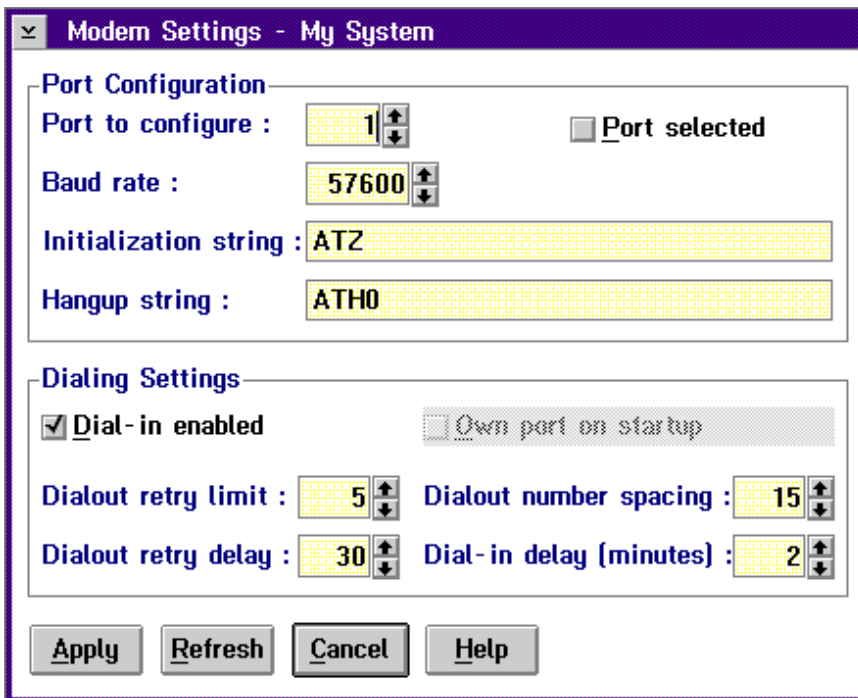 Modem Settings - My System
Port Configuration
Port to configure : 1 Port selected
Baud rate : 57600
Initialization string : ATZ
Hangup string : ATH0
Dialing Settings
Dial-in enabled Own port on startup
Dialout retry limit : 5 Dialout number spacing : 15
Dialout retry delay : 30 Dial-in delay (minutes) : 2
Apply Refresh Cancel Help